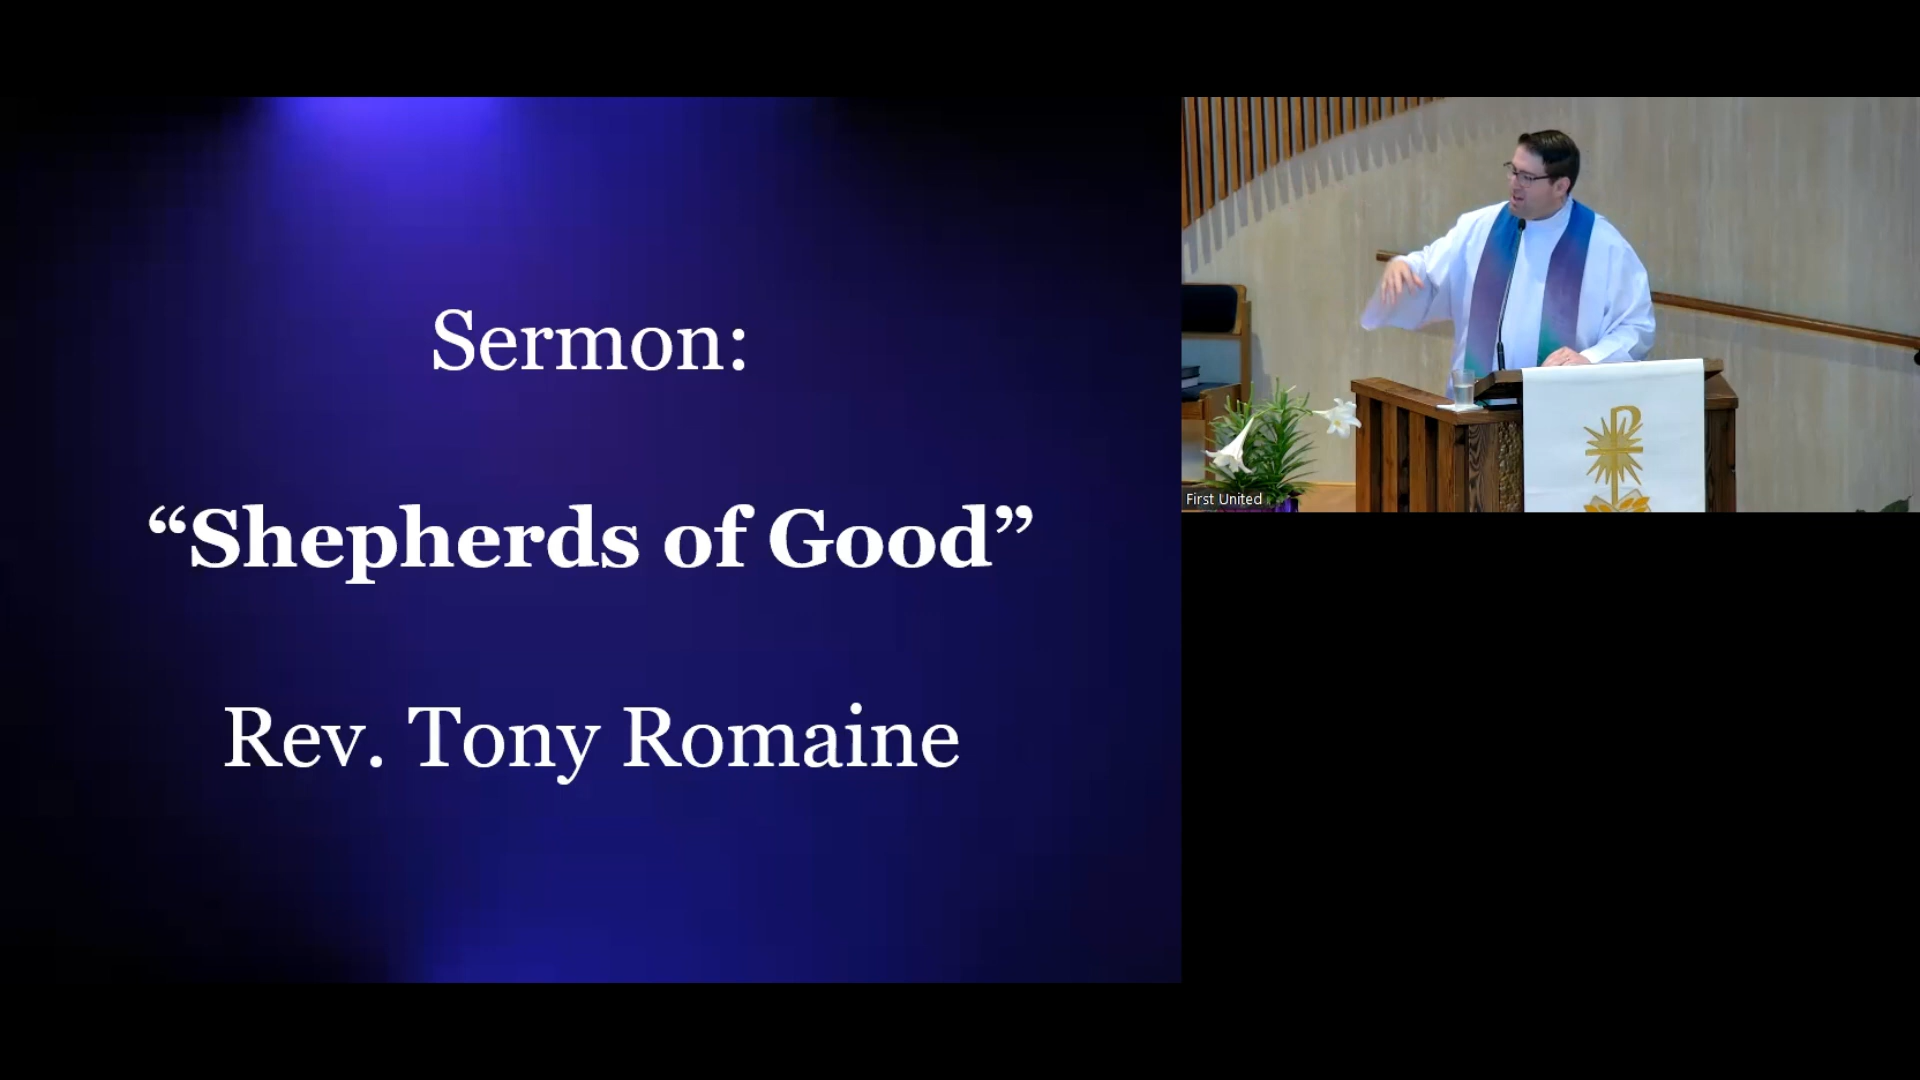 Sermon:
“Shepherds of Good”
Rev. Tony Romaine
First United